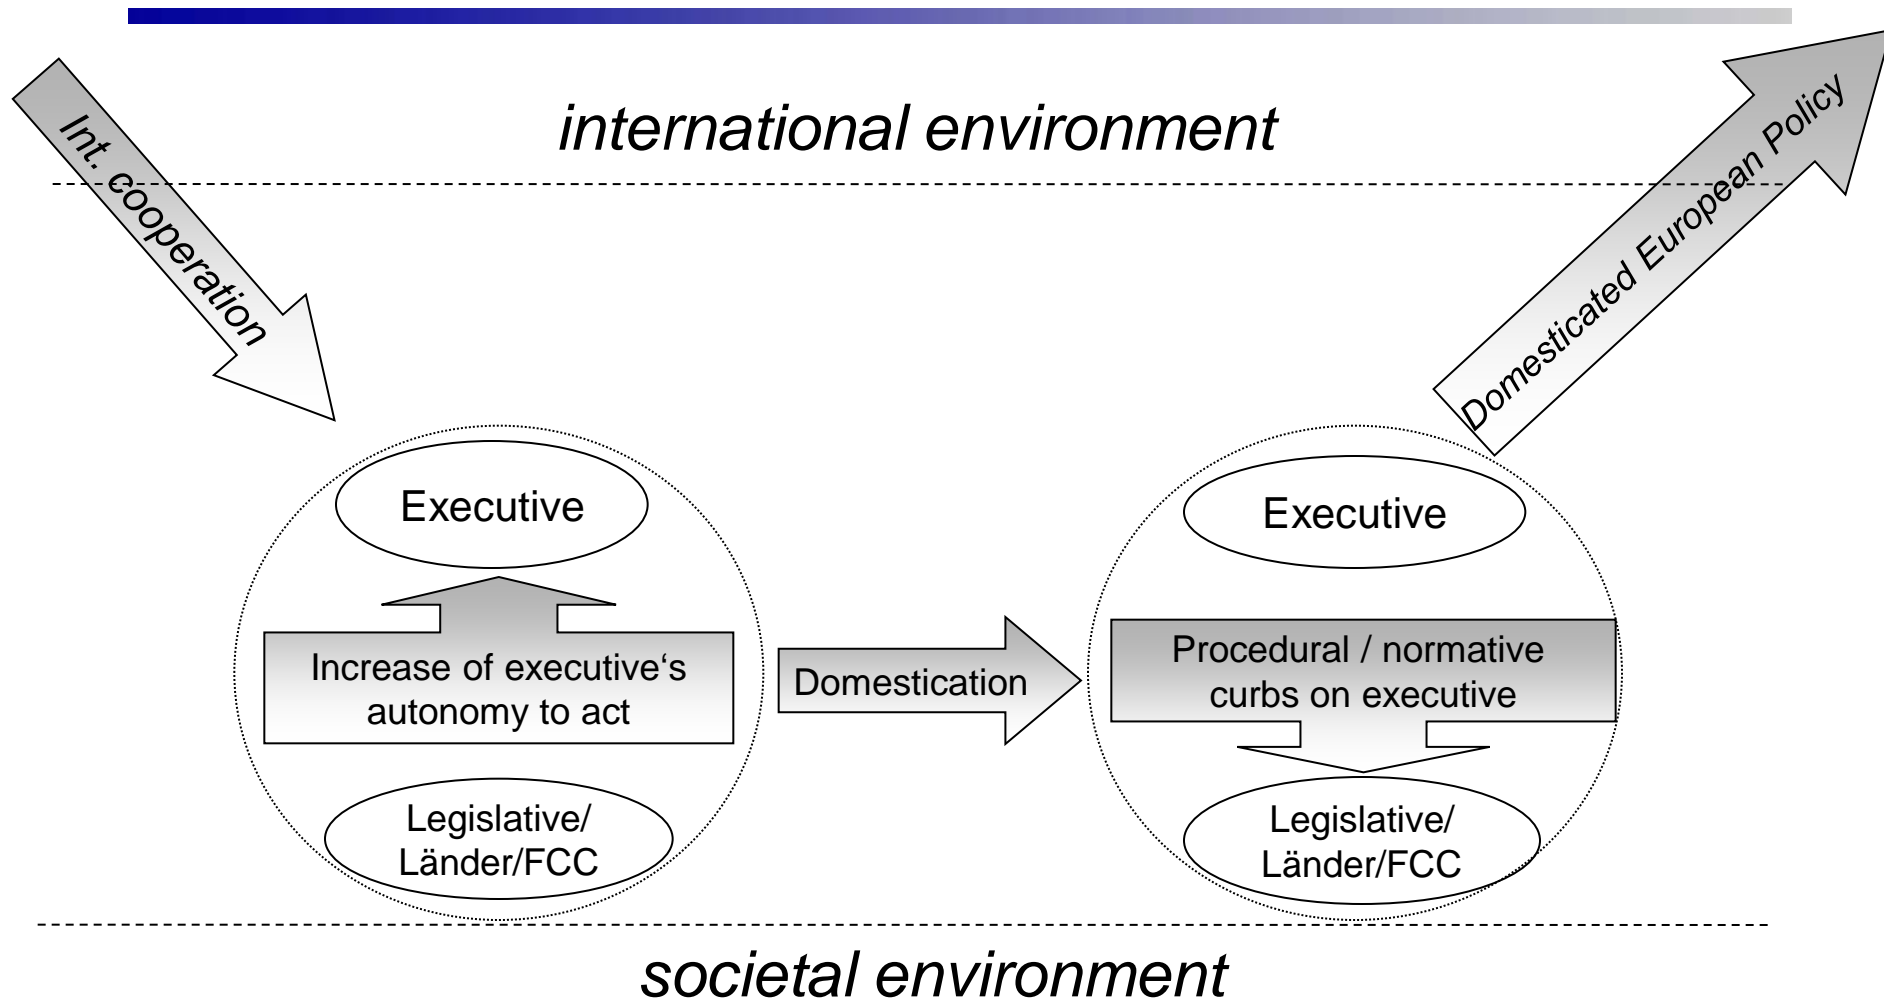 international environment
Int. cooperation
Domesticated European Policy
Executive
Increase of executive‘s
autonomy to act
Legislative/
Länder/FCC
Domestication
Executive
Procedural / normative
curbs on executive
Legislative/
Länder/FCC
societal environment